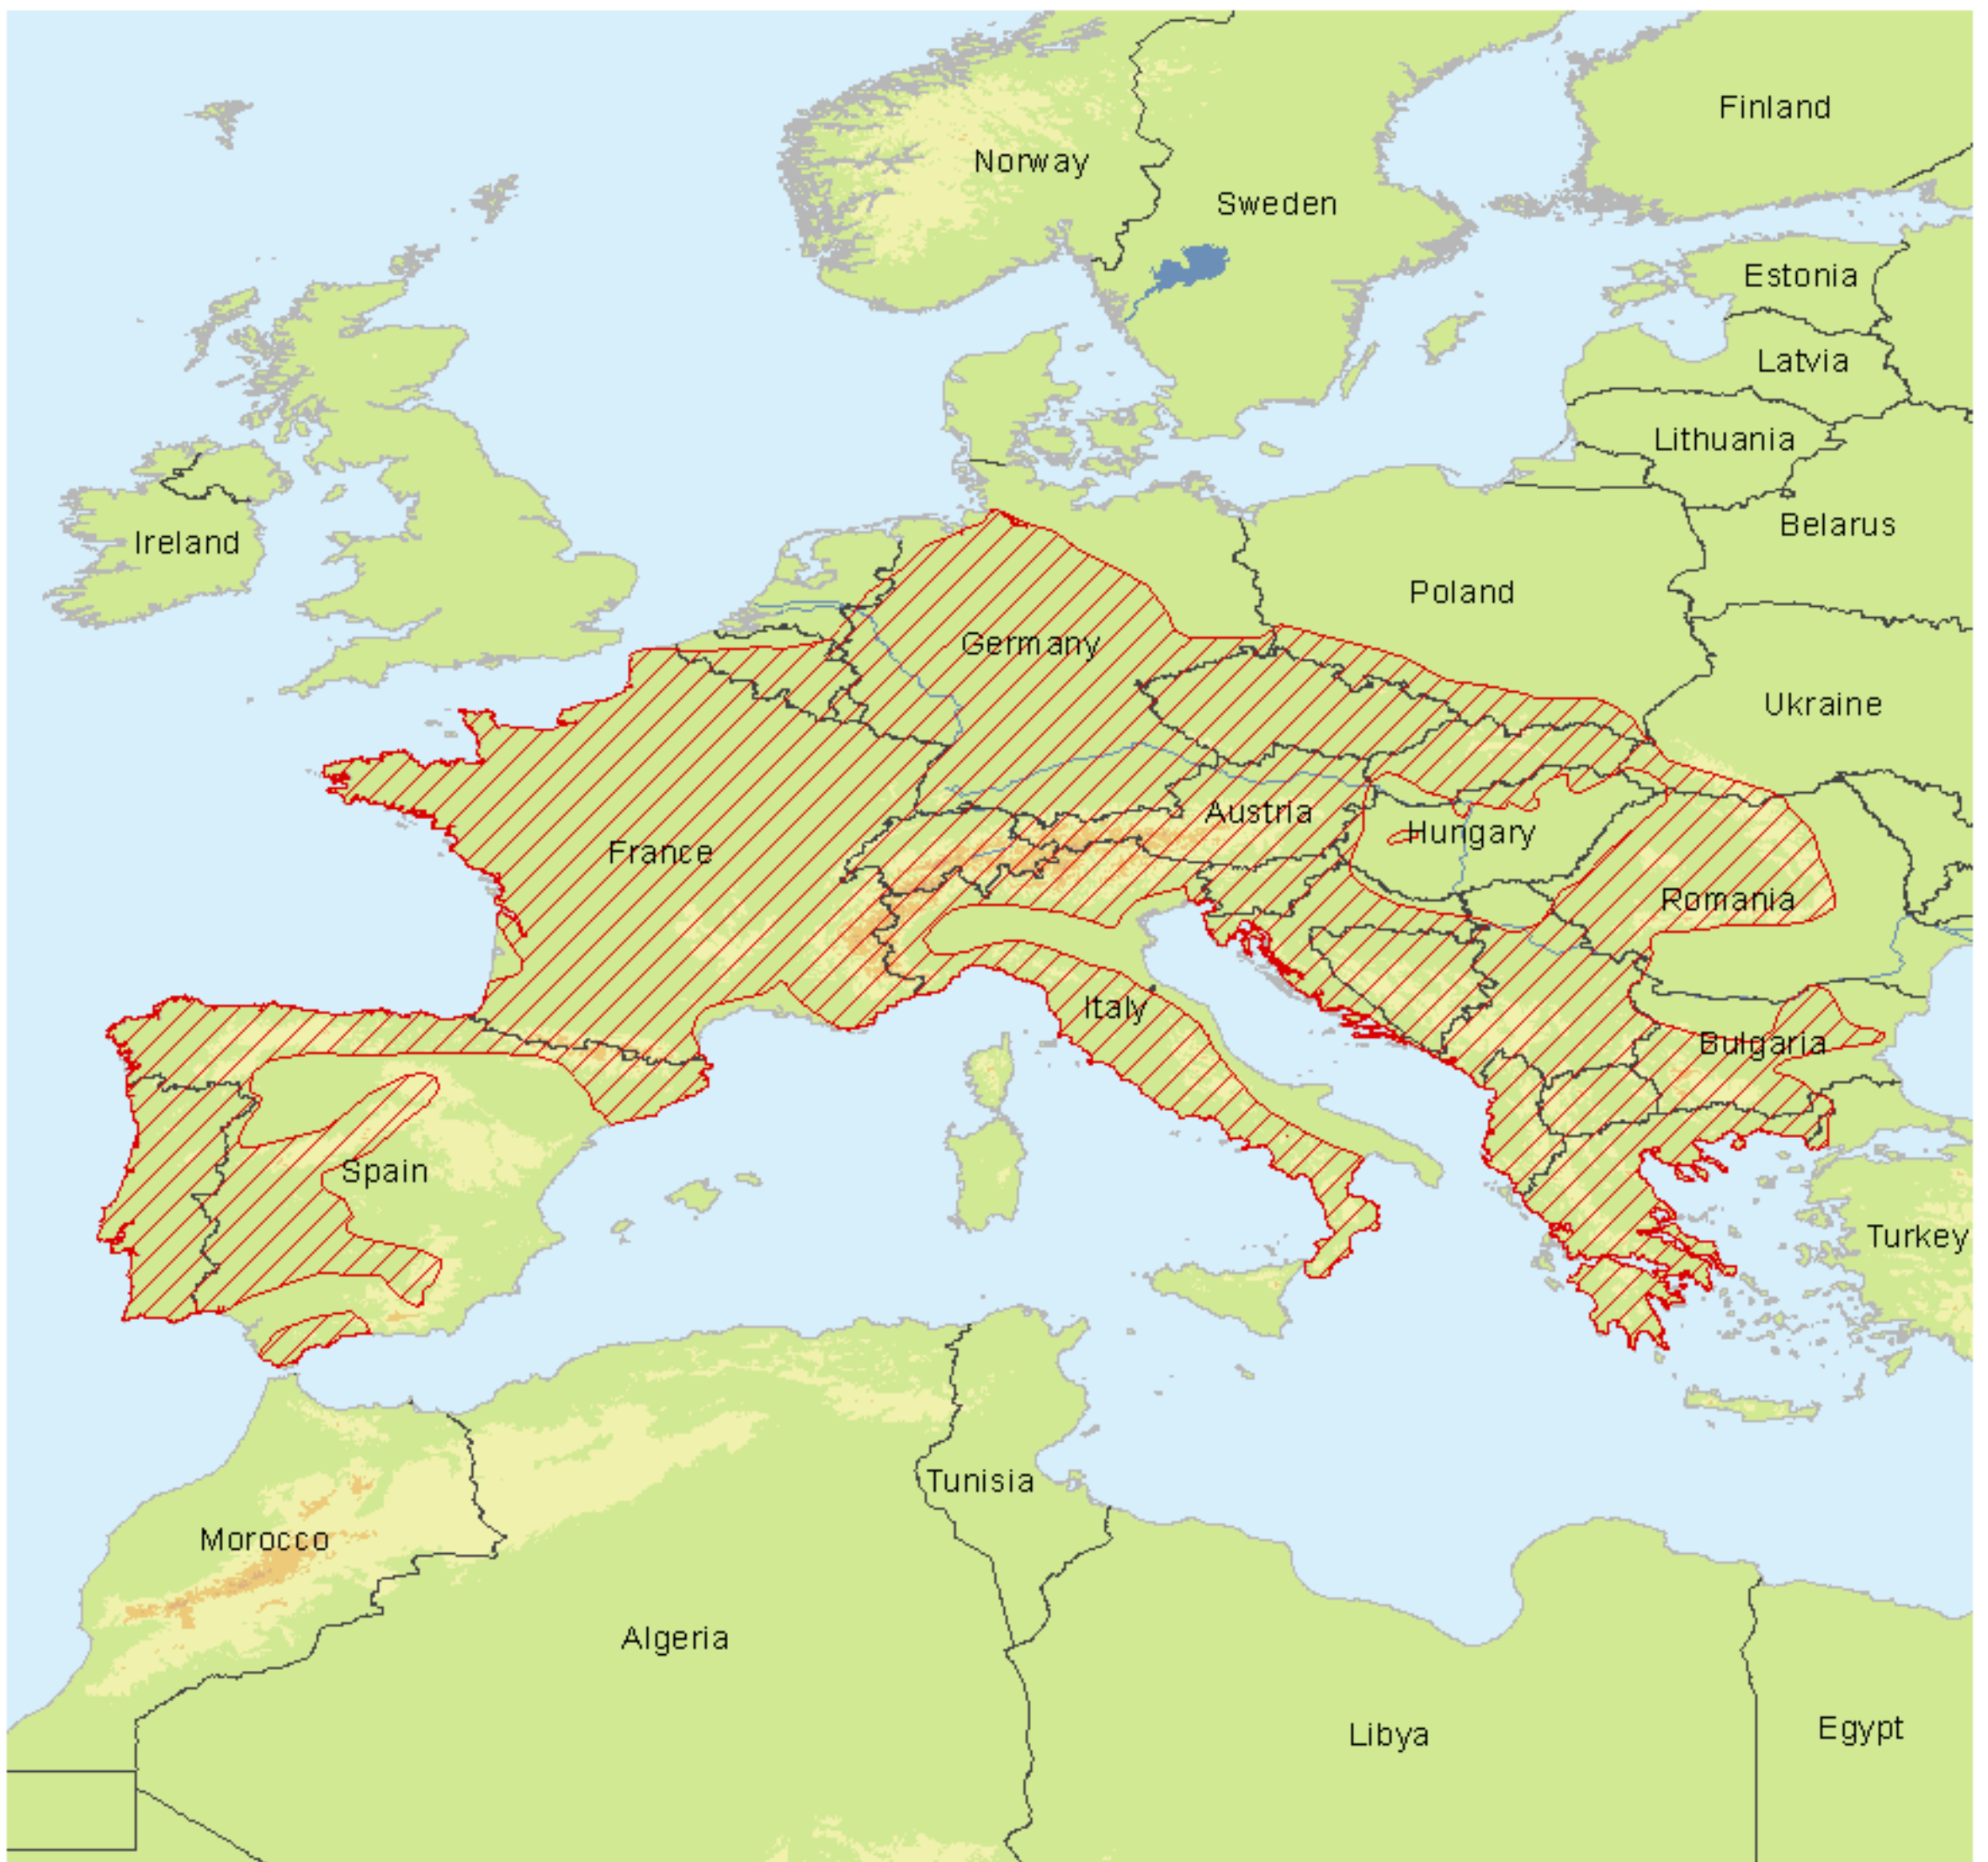 Finland
Norway
Sweden
Estonia
Latvia
Lithuania
Belarus
Ireland
Poland
Germany
Ukraine
Austria
Hungary
France
Romania
Italy
Bulgaria
Spain
Turkey
Tunisia
Morocco
Algeria
Libya
Egypt